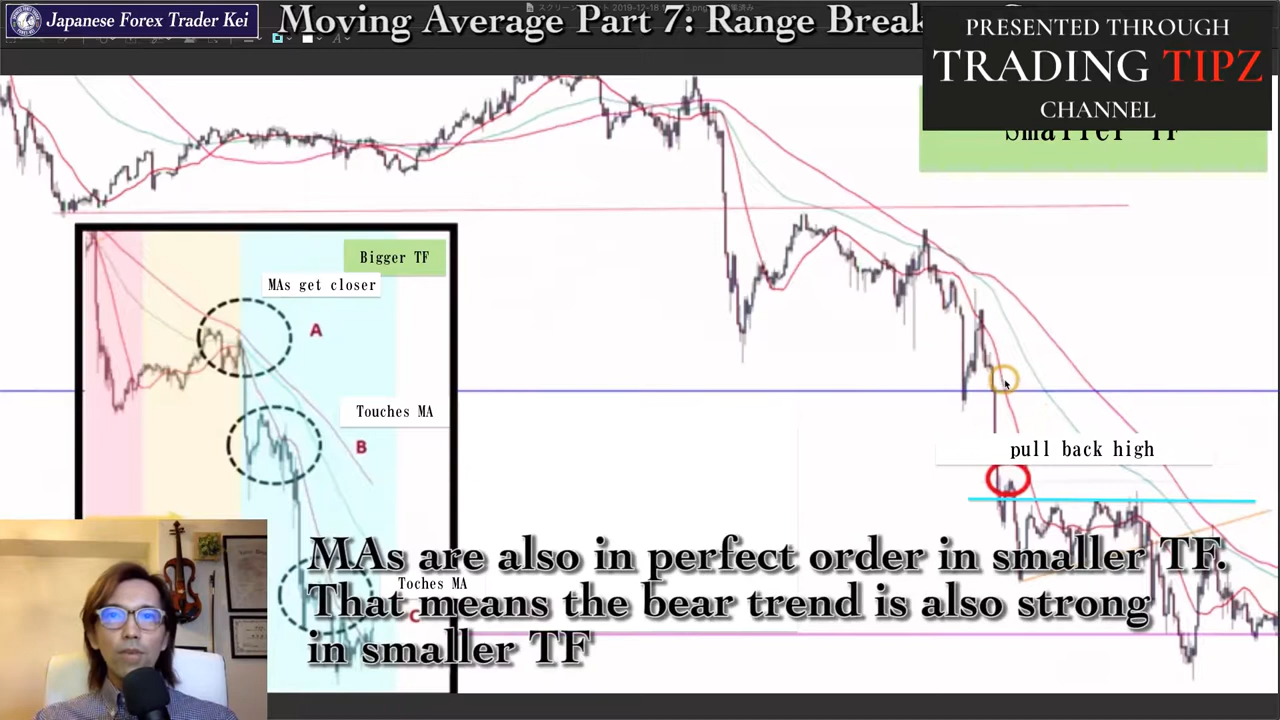 Japanese Forex Trader Kei
Moving Average Part 7: Range Break
PRESENTED THROUGH
TRADING TIPZ
CHANNEL
Smaller TF
Bigger TF
MAs get closer
A
Touches MA
B
pull back high
MAs are also in perfect order in smaller TF.
Toches MA
That means the bear trend is also strong
C
in smaller TF